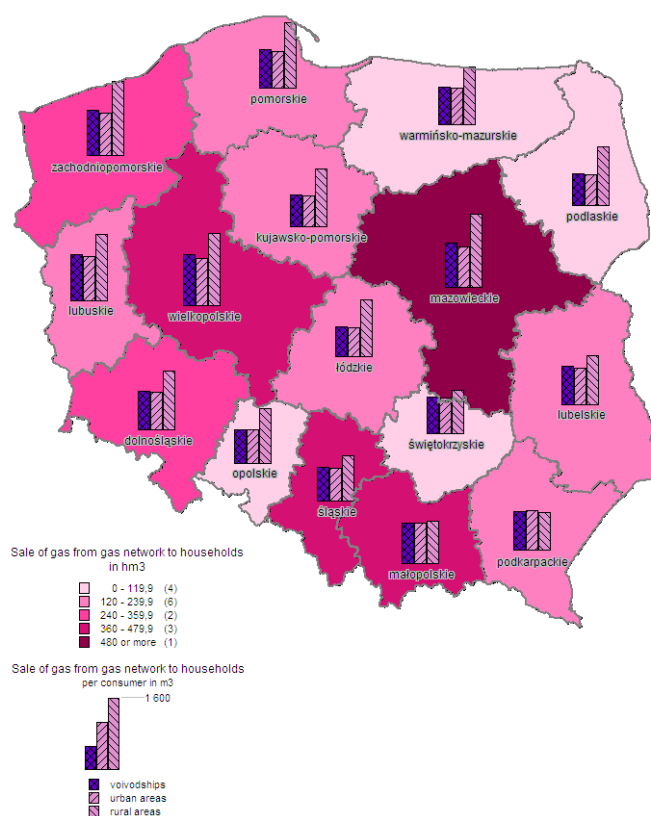 pomorskie
warmińsko-mazurskie
zachodniopomorskie
podlaskie
kujawsko-pomorskie
mazowieckie
lubuskie
wielkopolskie
łódzkie
lubelskie
dolnośląskie
świętokrzyskie
opolskie
śląskie
małopolskie
podkarpackie
Sale of gas from gas network to households
in hm3
0 - 119,9 (4)
120 - 239,9 (6)
240 - 359,9 (2)
360 - 479,9 (3)
480 or more (1)
Sale of gas from gas network to households
per consumer in m3
1 600
voivodships
urban areas
rural areas